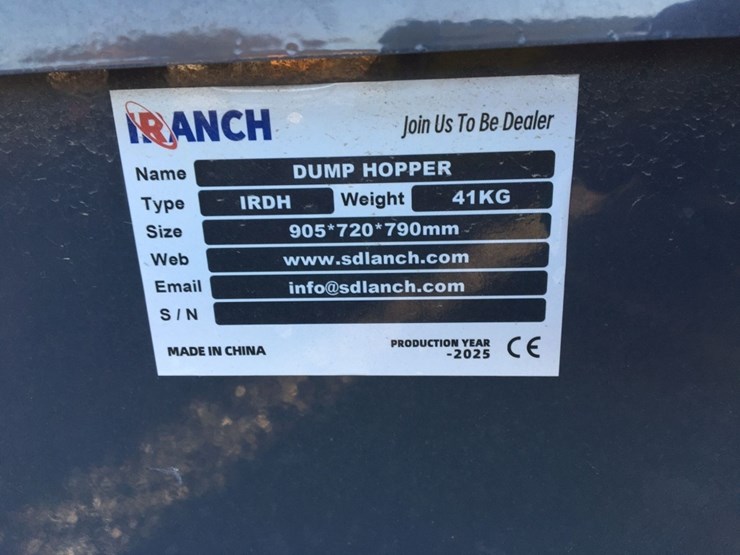 IRANCH Join Us To Be Dealer
Name DUMP HOPPER
Type IRDH Weight 41KG
Size 905*720*790mm
Web www.sdlanch.com
Email info@sdlanch.com
S / N
MADE IN CHINA PRODUCTION YEAR
-2025 CE